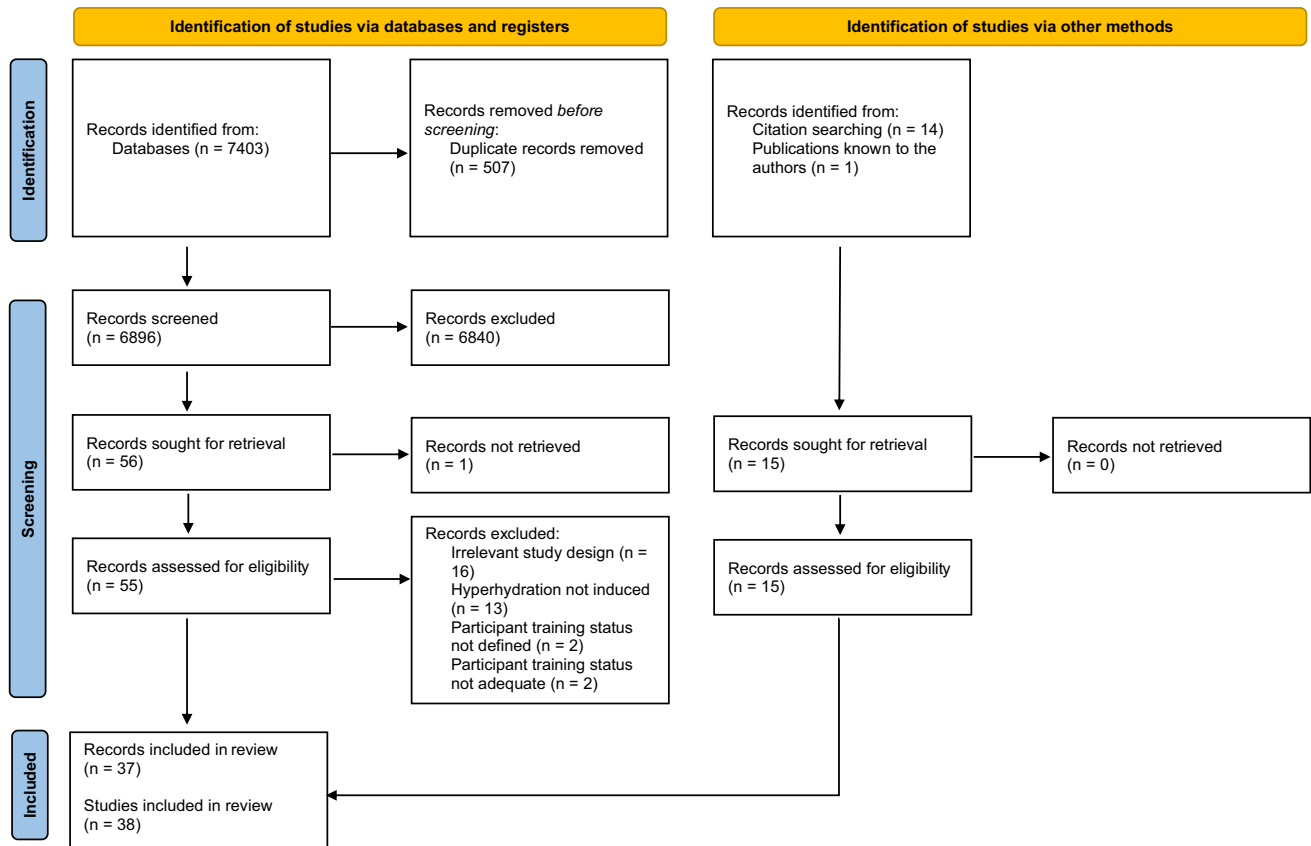 Identification of studies via databases and registers
Identification of studies via other methods
Identification
Records identified from:
Databases (n = 7403)
Records removed before
screening:
Duplicate records removed
(n = 507)
Records identified from:
Citation searching (n = 14)
Publications known to the
authors (n = 1)
Screening
Records screened
(n = 6896)
Records excluded
(n = 6840)
Records sought for retrieval
(n = 56)
Records not retrieved
(n = 1)
Records sought for retrieval
(n = 15)
Records not retrieved
(n = 0)
Records assessed for eligibility
(n = 55)
Records excluded:
Irrelevant study design (n =
16)
Hyperhydration not induced
(n = 13)
Participant training status
not defined (n = 2)
Participant training status
not adequate (n = 2)
Records assessed for eligibility
(n = 15)
Included
Records included in review
(n = 37)
Studies included in review
(n = 38)